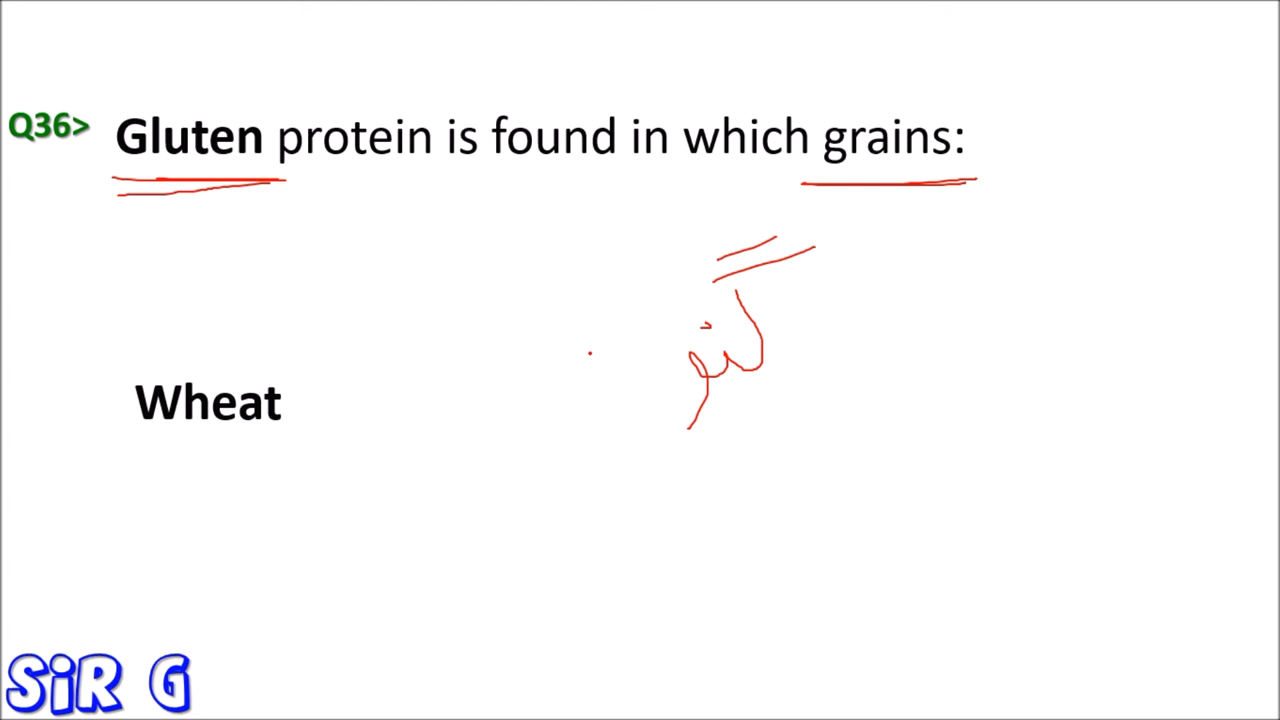 Q36> Gluten protein is found in which grains:
Wheat
SiR G